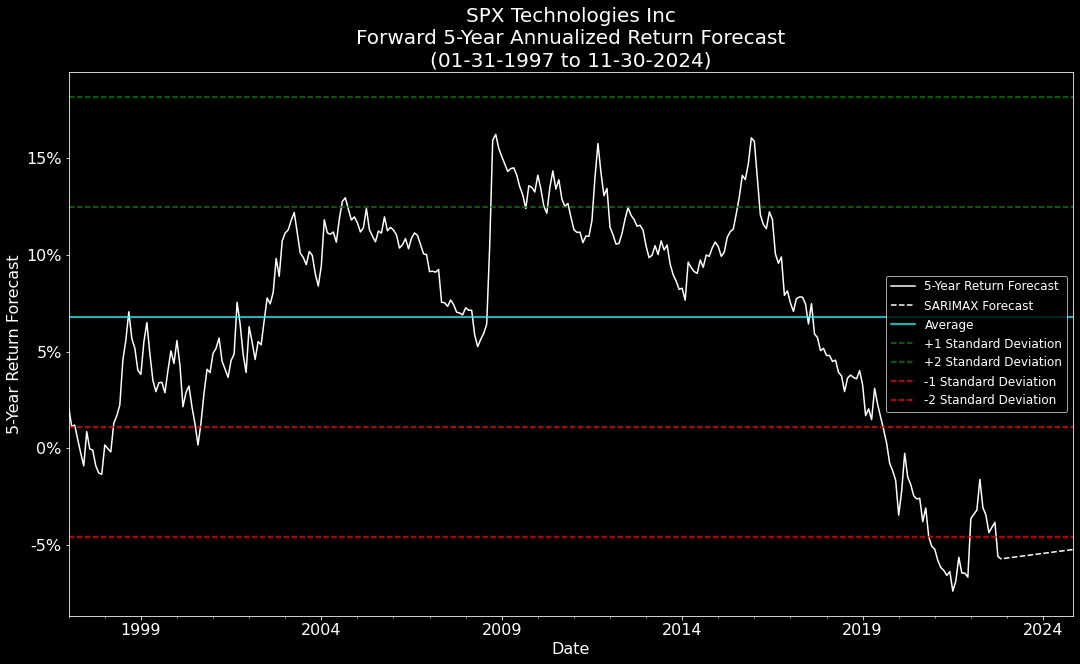 SPX Technologies Inc
Forward 5-Year Annualized Return Forecast
(01-31-1997 to 11-30-2024)
5-Year Return Forecast
15%
10%
5%
0%
-5%
5-Year Return Forecast
SARIMAX Forecast
Average
+1 Standard Deviation
+2 Standard Deviation
-1 Standard Deviation
-2 Standard Deviation
1999 2004 2009 2014 2019 2024
Date